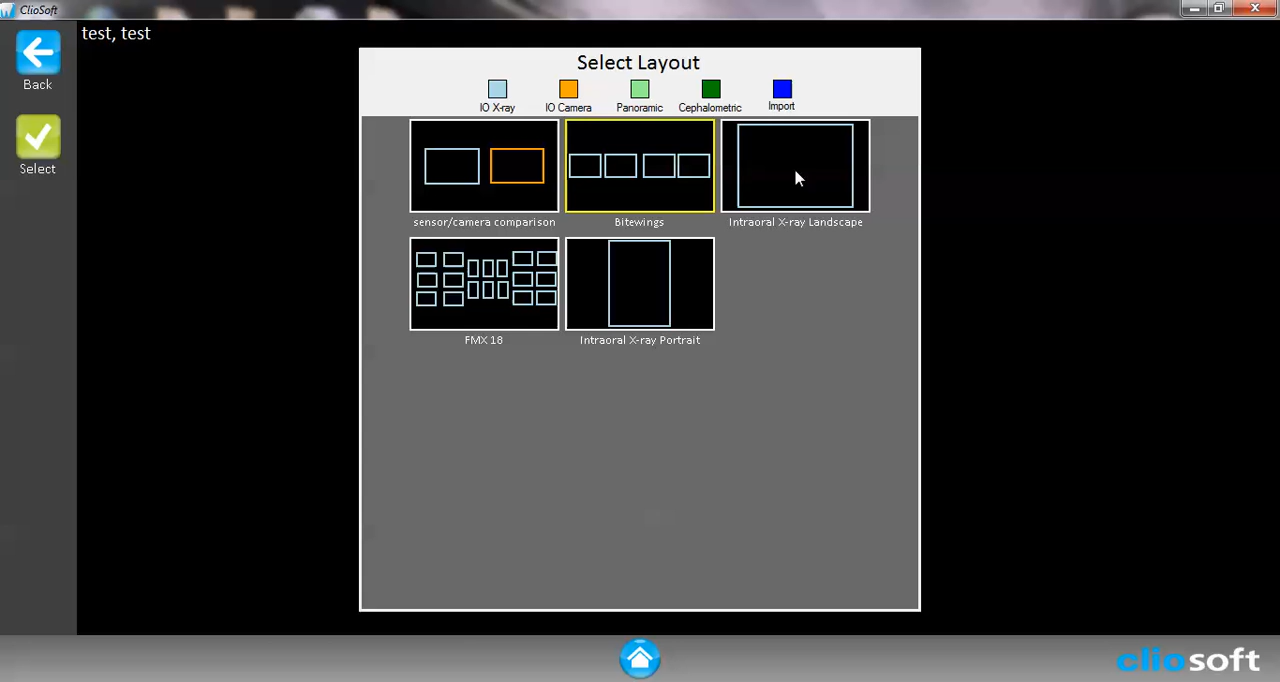 ClioSoft
test, test
Back
Select
Select Layout
IO X-ray IO Camera Panoramic Cephalometric Import
sensor/camera comparison Bitewings Intraoral X-ray Landscape
FMX 18 Intraoral X-ray Portrait
cliosoft